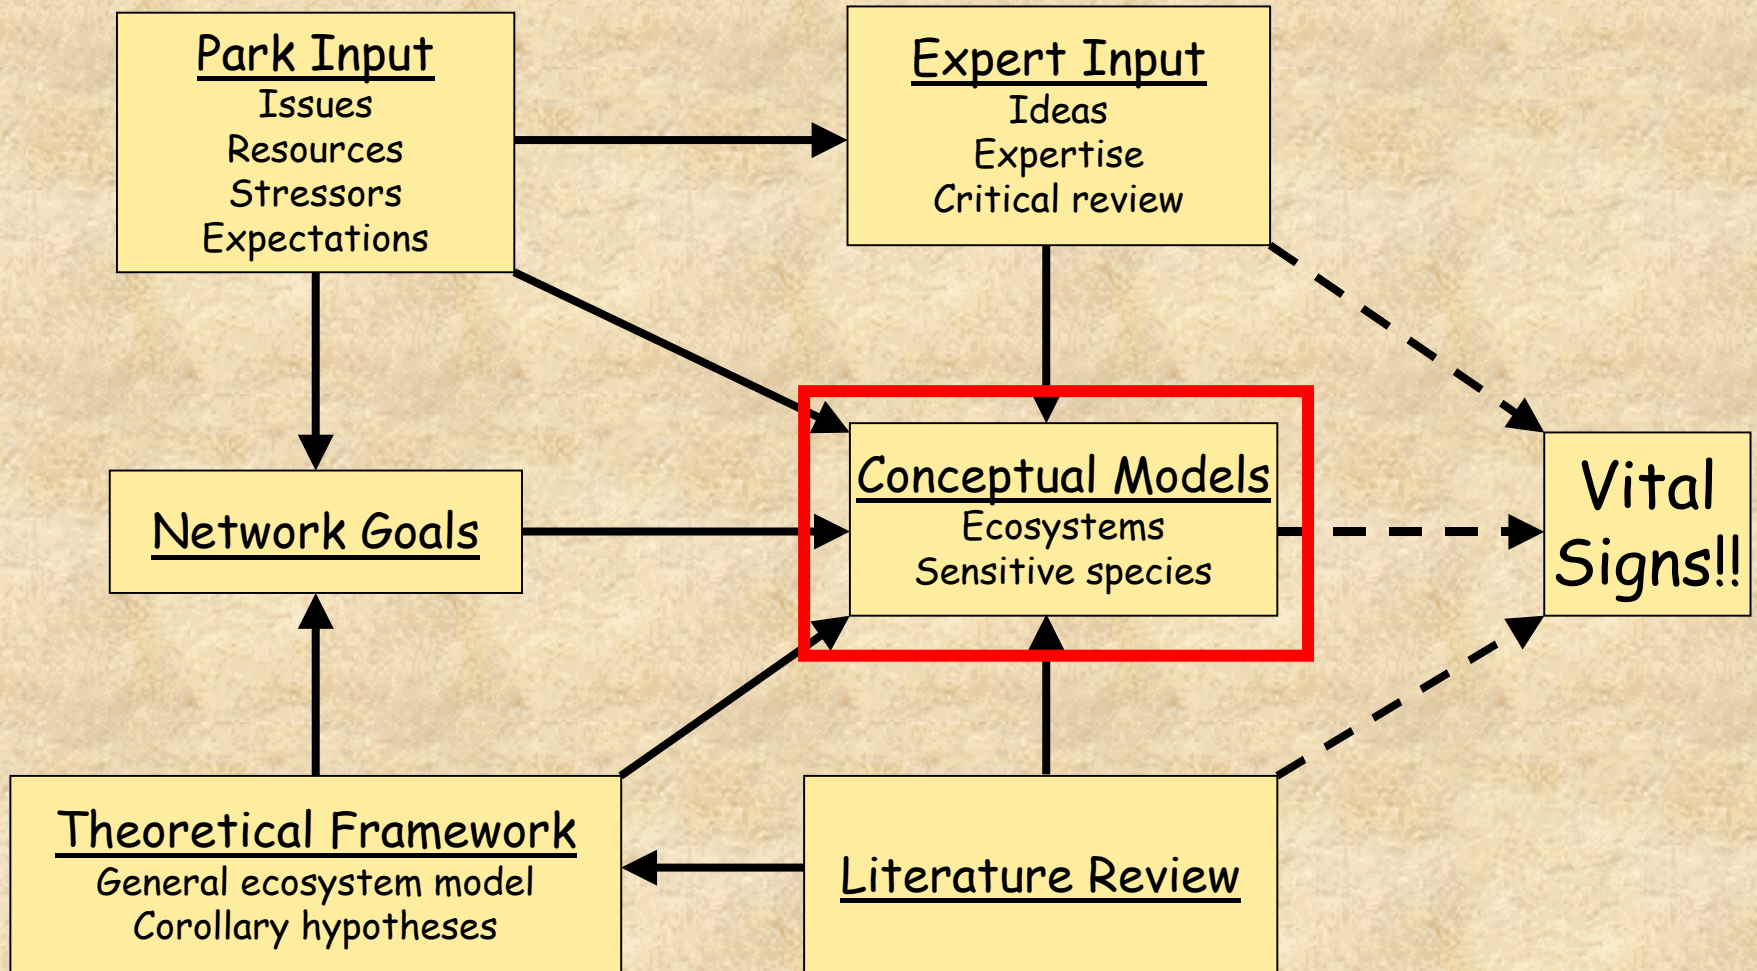 Park Input
Issues
Resources
Stressors
Expectations
Expert Input
Ideas
Expertise
Critical review
Network Goals
Conceptual Models
Ecosystems
Sensitive species
Vital
Signs!!
Theoretical Framework
General ecosystem model
Corollary hypotheses
Literature Review